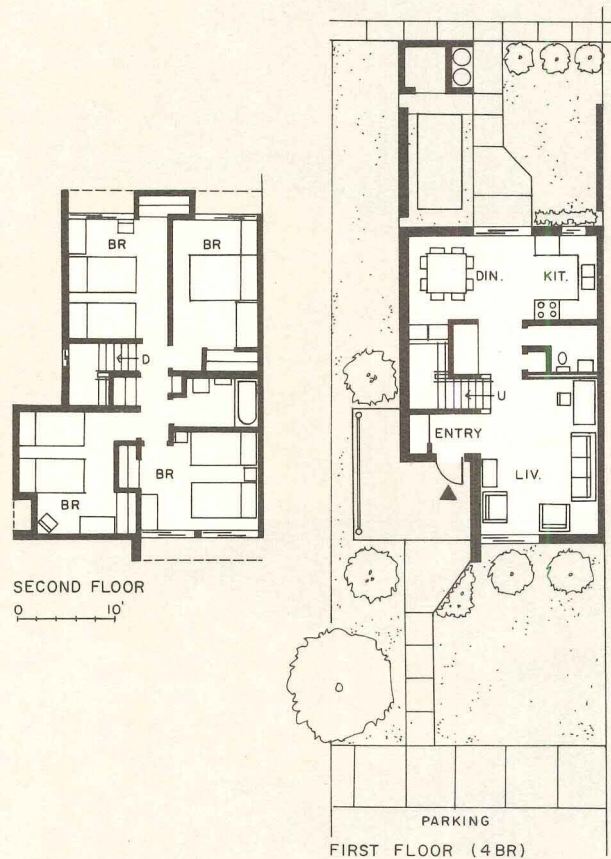 BR
BR
D
BR
BR
SECOND FLOOR
0 10'
DIN.
KIT.
U
ENTRY
LIV.
PARKING
FIRST FLOOR (4BR)